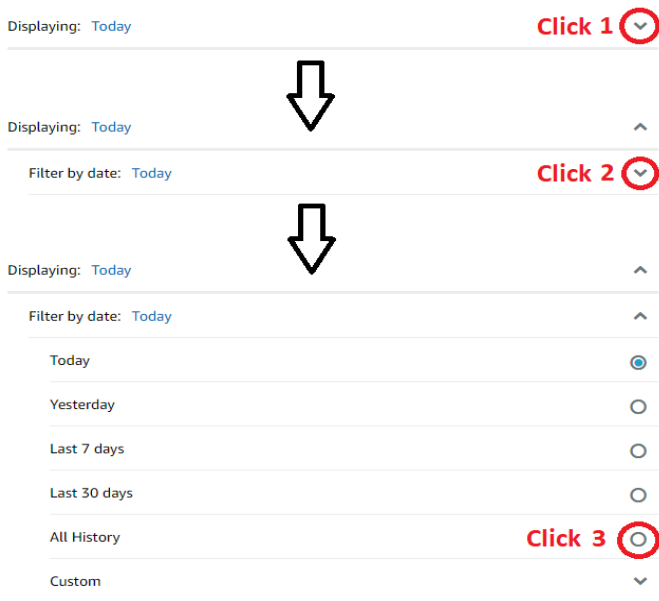 Displaying: Today Click 1
Displaying: Today
Filter by date: Today Click 2
Displaying: Today
Filter by date: Today
Today
Yesterday
Last 7 days
Last 30 days
All History Click 3
Custom